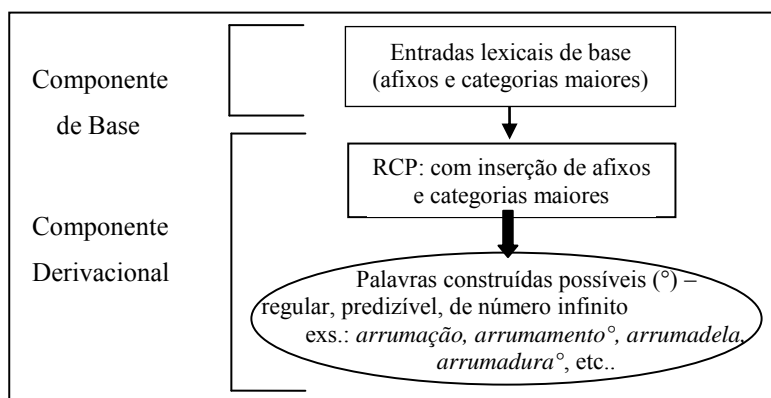 Componente
de Base
Entradas lexicais de base
(afixos e categorias maiores)
Componente
Derivacional
RCP: com inserção de afixos
e categorias maiores
Palavras construídas possíveis (°) –
regular, predizível, de número infinito
exs.: arrumação, arrumamento°, arrumadela,
arrumadura°, etc..